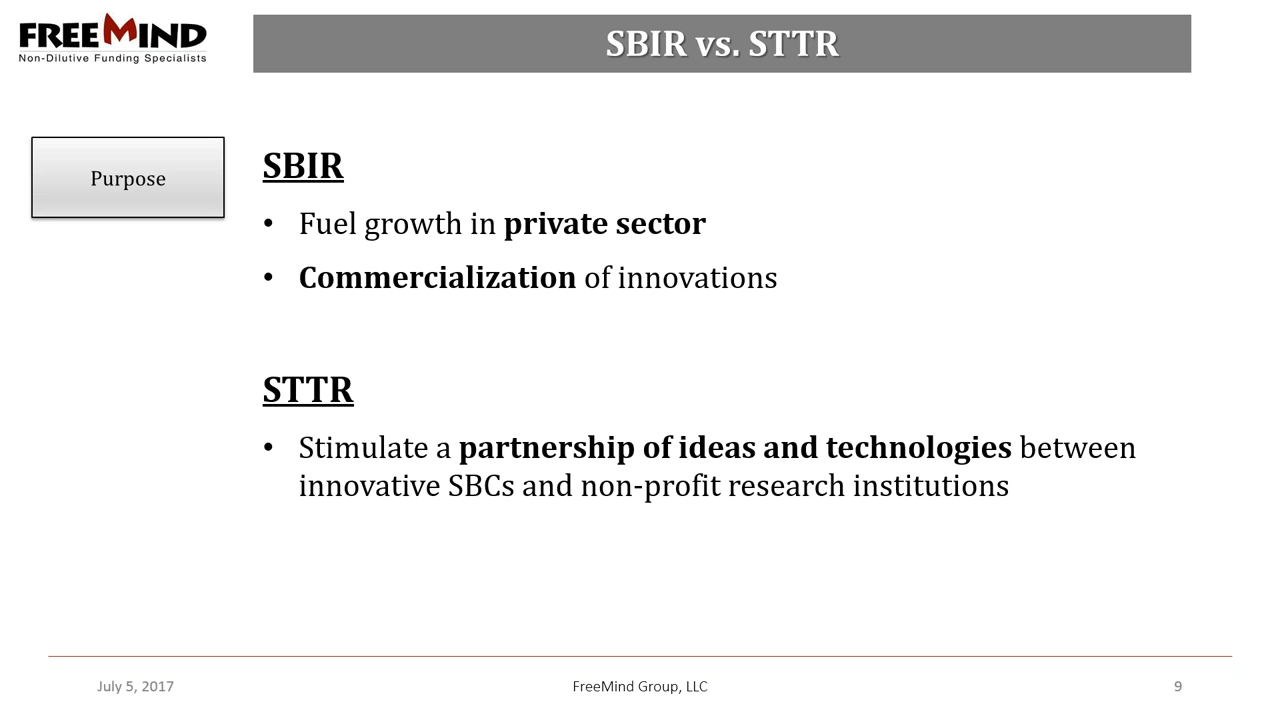 FREEMIND
Non-Dilutive Funding Specialists
SBIR vs. STTR
Purpose
SBIR
• Fuel growth in private sector
• Commercialization of innovations
STTR
• Stimulate a partnership of ideas and technologies between
innovative SBCs and non-profit research institutions
July 5, 2017
FreeMind Group, LLC
9